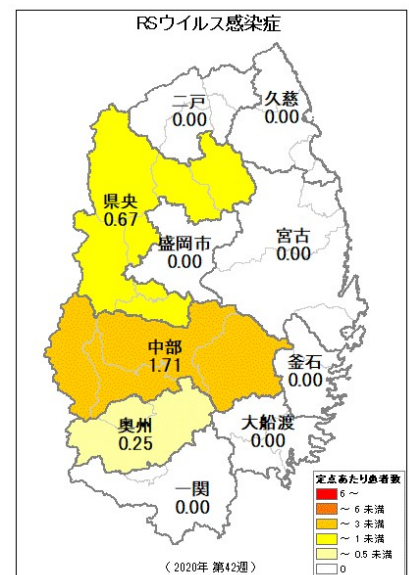 RSウイルス感染症
二戸
0.00
久慈
0.00
県央
0.67
盛岡市
0.00
宮古
0.00
中部
1.71
釜石
0.00
奥州
0.25
大船渡
0.00
一関
0.00
定点あたり患者数
6 ~
~ 6 未満
~ 3 未満
~ 1 未満
~ 0.5 未満
0
( 2020年 第42週 )